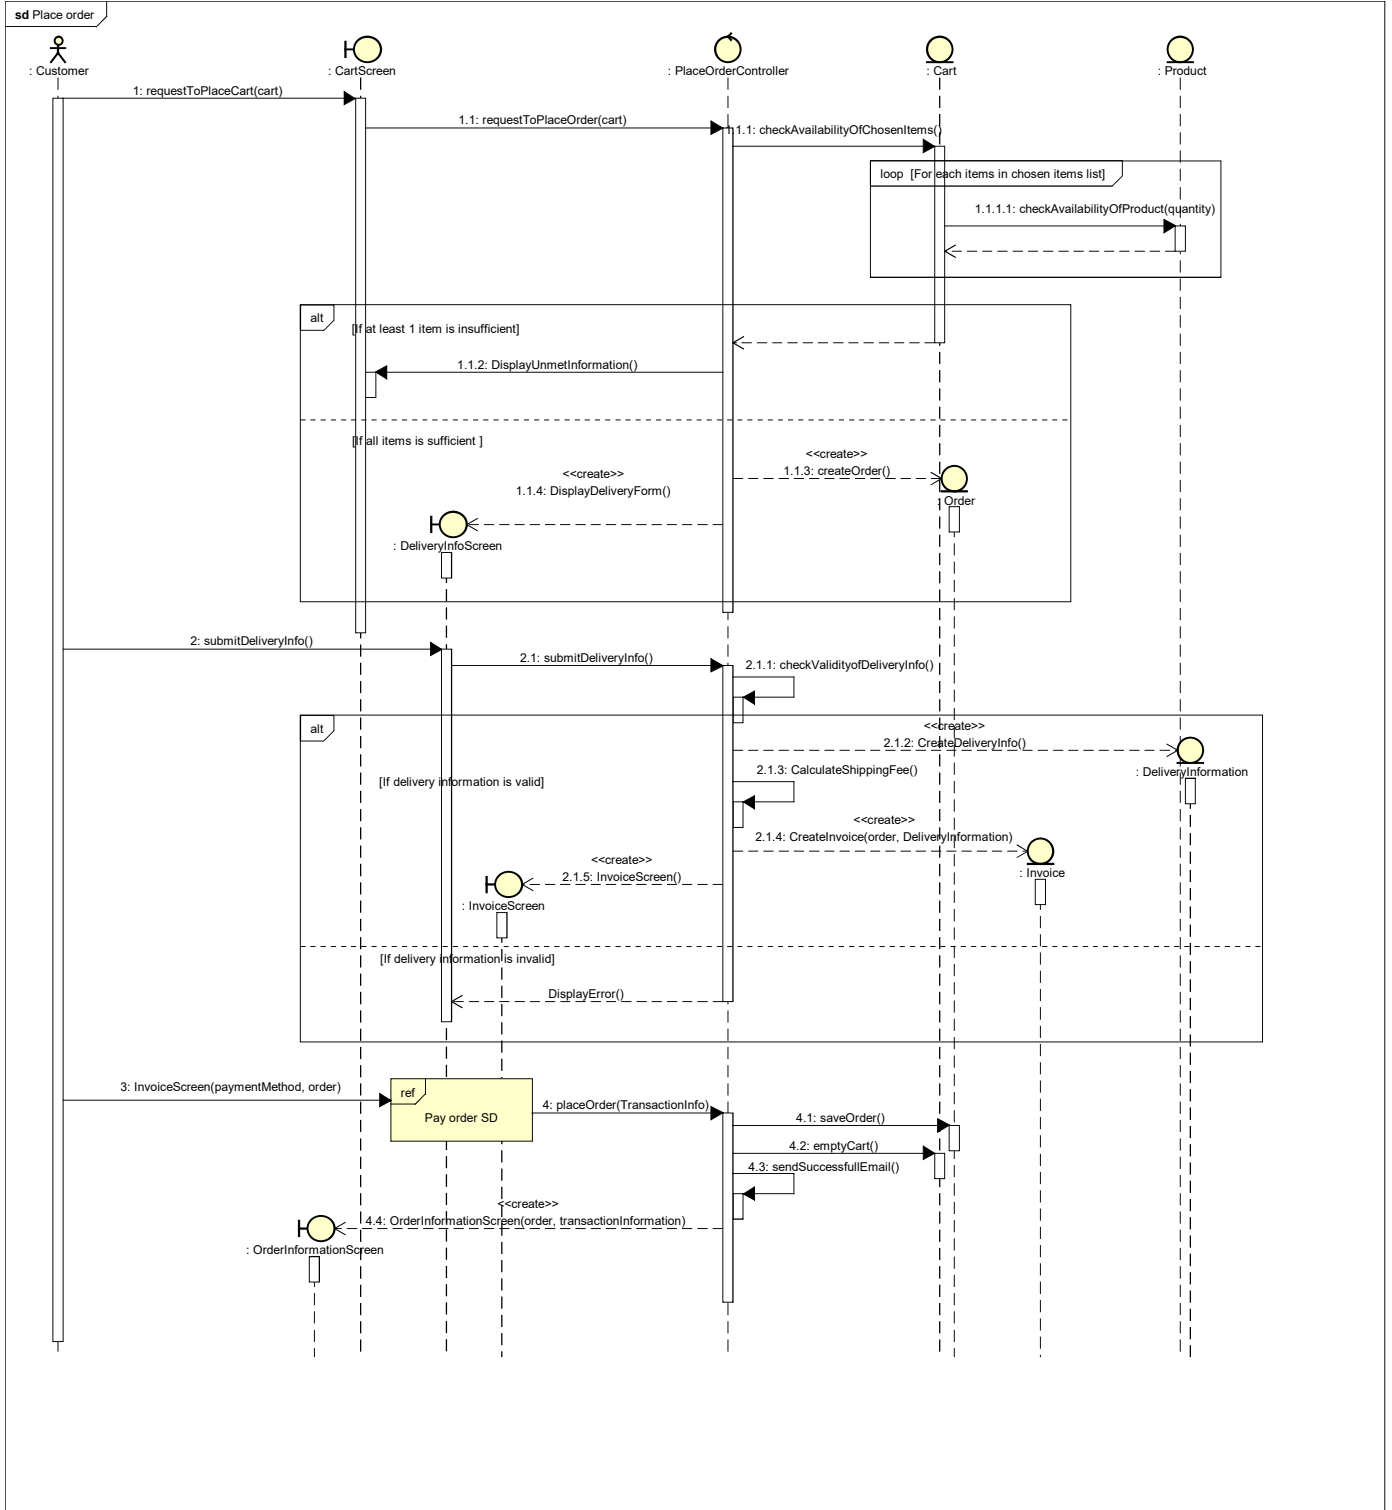 sd Place order
: Customer
: CartScreen
: PlaceOrderController
: Cart
: Product
1: requestToPlaceCart(cart)
1.1: requestToPlaceOrder(cart)
1.1.1: checkAvailabilityOfChosenItems()
loop [For each items in chosen items list]
1.1.1.1: checkAvailabilityOfProduct(quantity)
alt
[If at least 1 item is insufficient]
1.1.2: DisplayUnmetInformation()
[If all items is sufficient ]
<<create>>
1.1.3: createOrder()
<<create>>
1.1.4: DisplayDeliveryForm()
: Order
: DeliveryInfoScreen
2: submitDeliveryInfo()
2.1: submitDeliveryInfo()
2.1.1: checkValidityofDeliveryInfo()
alt
<<create>>
2.1.2: CreateDeliveryInfo()
2.1.3: CalculateShippingFee()
: DeliveryInformation
[If delivery information is valid]
<<create>>
2.1.4: CreateInvoice(order, DeliveryInformation)
<<create>>
2.1.5: InvoiceScreen()
: Invoice
: InvoiceScreen
[If delivery information is invalid]
DisplayError()
3: InvoiceScreen(paymentMethod, order)
ref
Pay order SD
4: placeOrder(TransactionInfo)
4.1: saveOrder()
4.2: emptyCart()
4.3: sendSuccessfullEmail()
<<create>>
4.4: OrderInformationScreen(order, transactionInformation)
: OrderInformationScreen